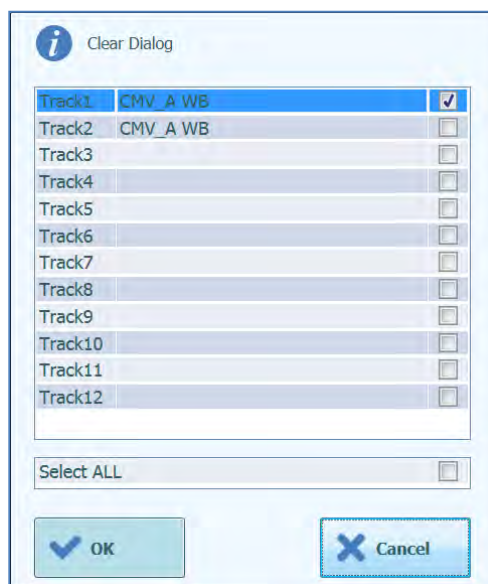 Clear Dialog
Track1 CMV_A WB
Track2 CMV_A WB
Track3
Track4
Track5
Track6
Track7
Track8
Track9
Track10
Track11
Track12
Select ALL
OK Cancel